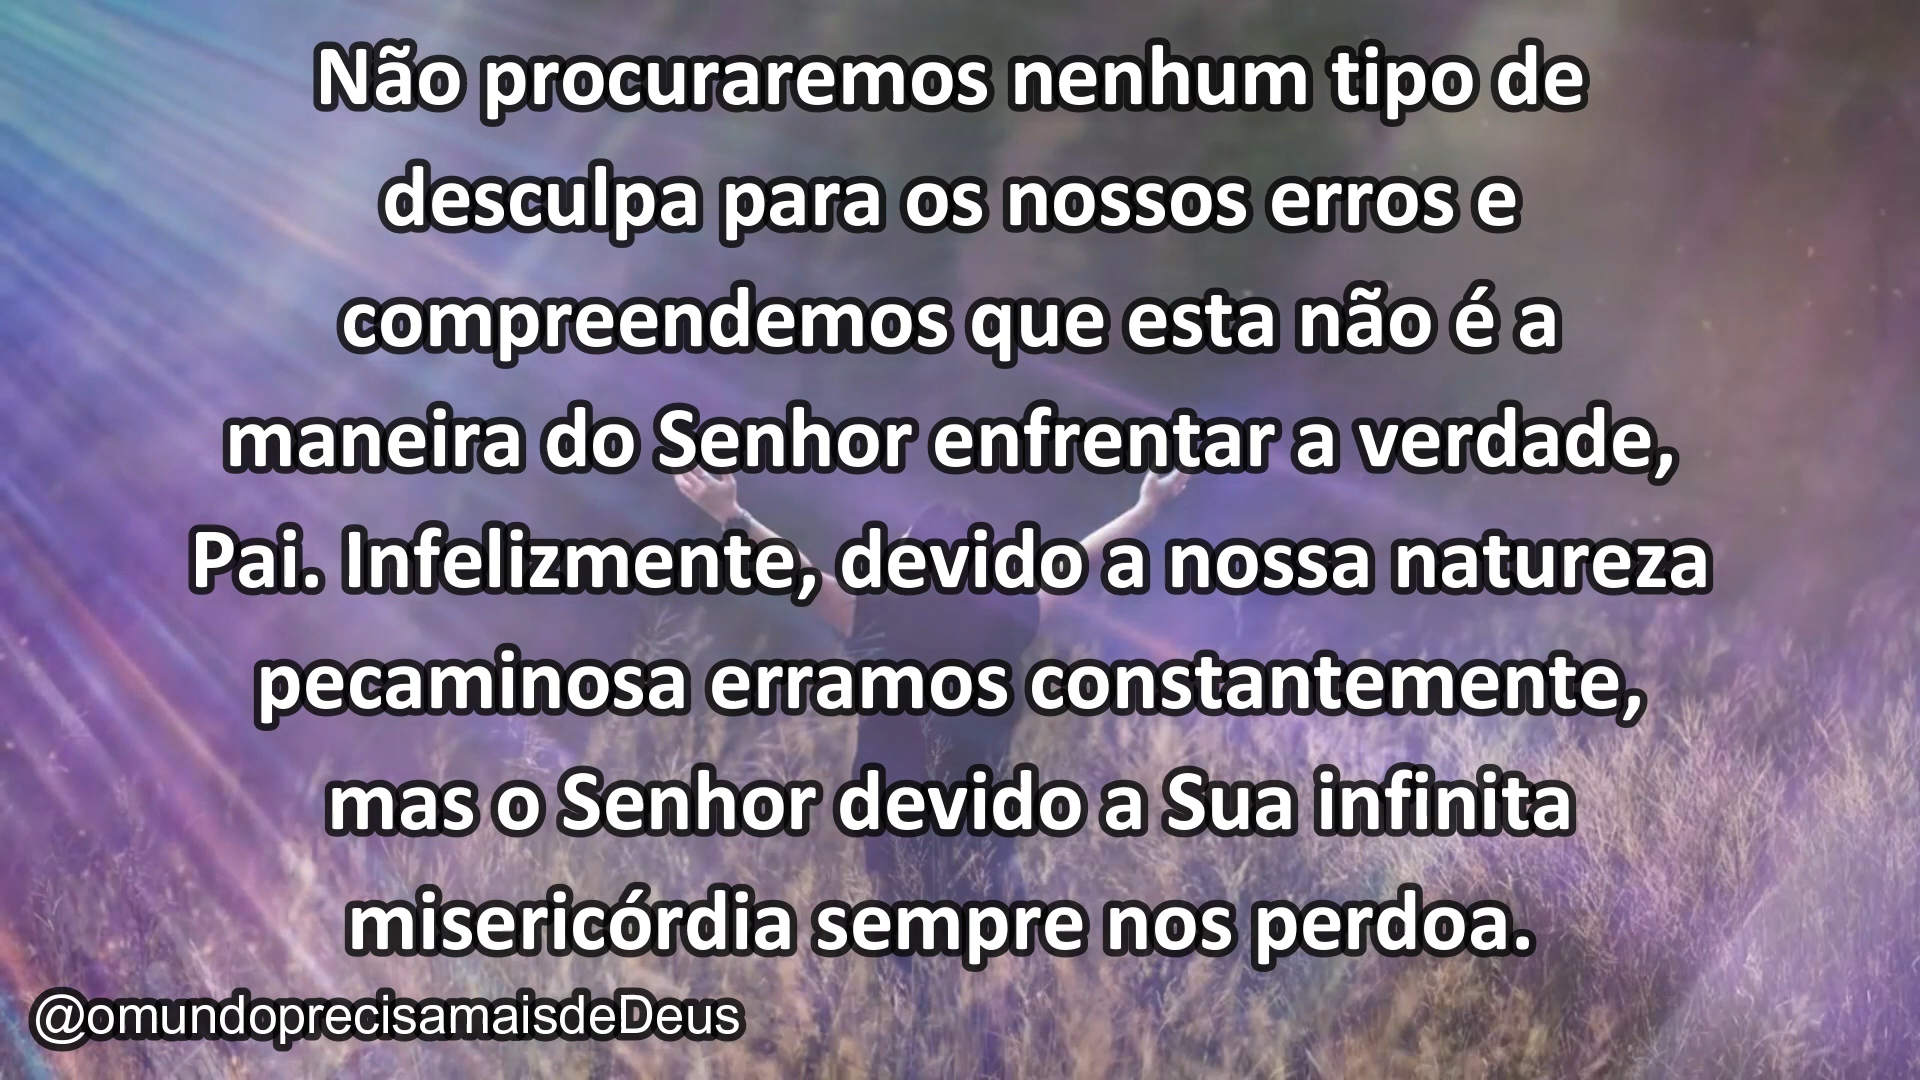 Não procuraremos nenhum tipo de
desculpa para os nossos erros e
compreendemos que esta não é a
maneira do Senhor enfrentar a verdade,
Pai. Infelizmente, devido a nossa natureza
pecaminosa erramos constantemente,
mas o Senhor devido a Sua infinita
misericórdia sempre nos perdoa.
@omundoprecisamaisdeDeus